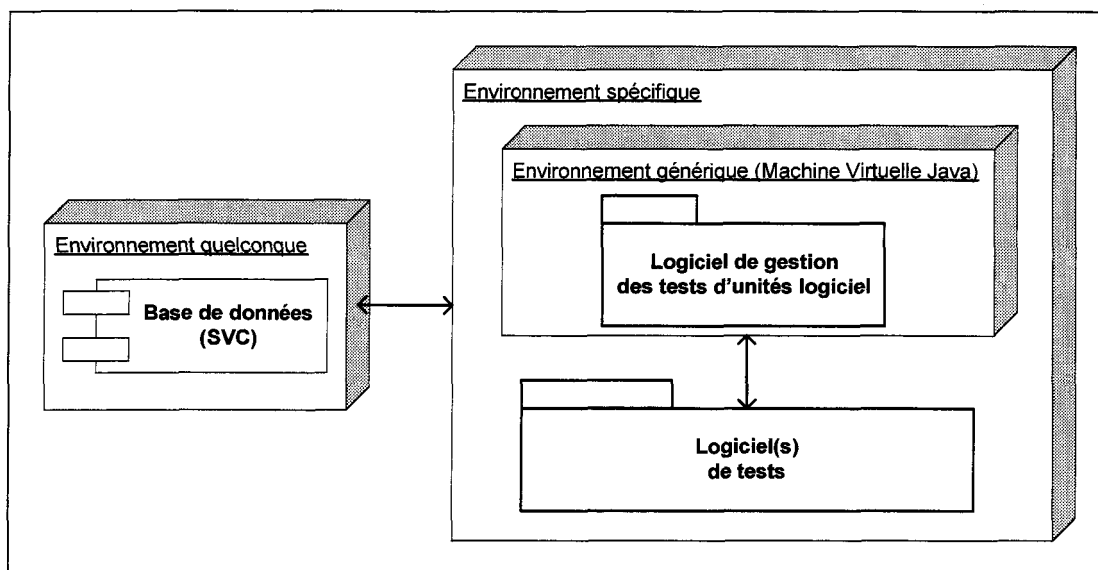 Environnement spécifique
Environnement générique (Machine Virtuelle Java)
Logiciel de gestion
des tests d'unités logiciel
Environnement quelconque
Base de données
(SVC)
Logiciel(s)
de tests